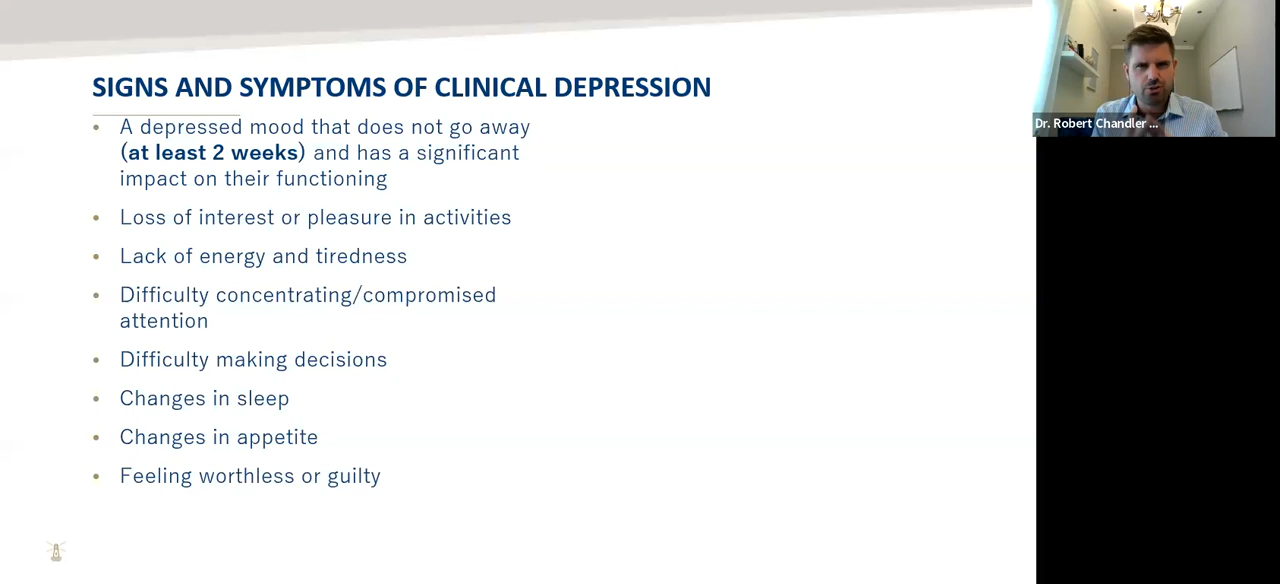 SIGNS AND SYMPTOMS OF CLINICAL DEPRESSION
• A depressed mood that does not go away
(at least 2 weeks) and has a significant
impact on their functioning
• Loss of interest or pleasure in activities
• Lack of energy and tiredness
• Difficulty concentrating/compromised
attention
• Difficulty making decisions
• Changes in sleep
• Changes in appetite
• Feeling worthless or guilty
Dr. Robert Chandler ...